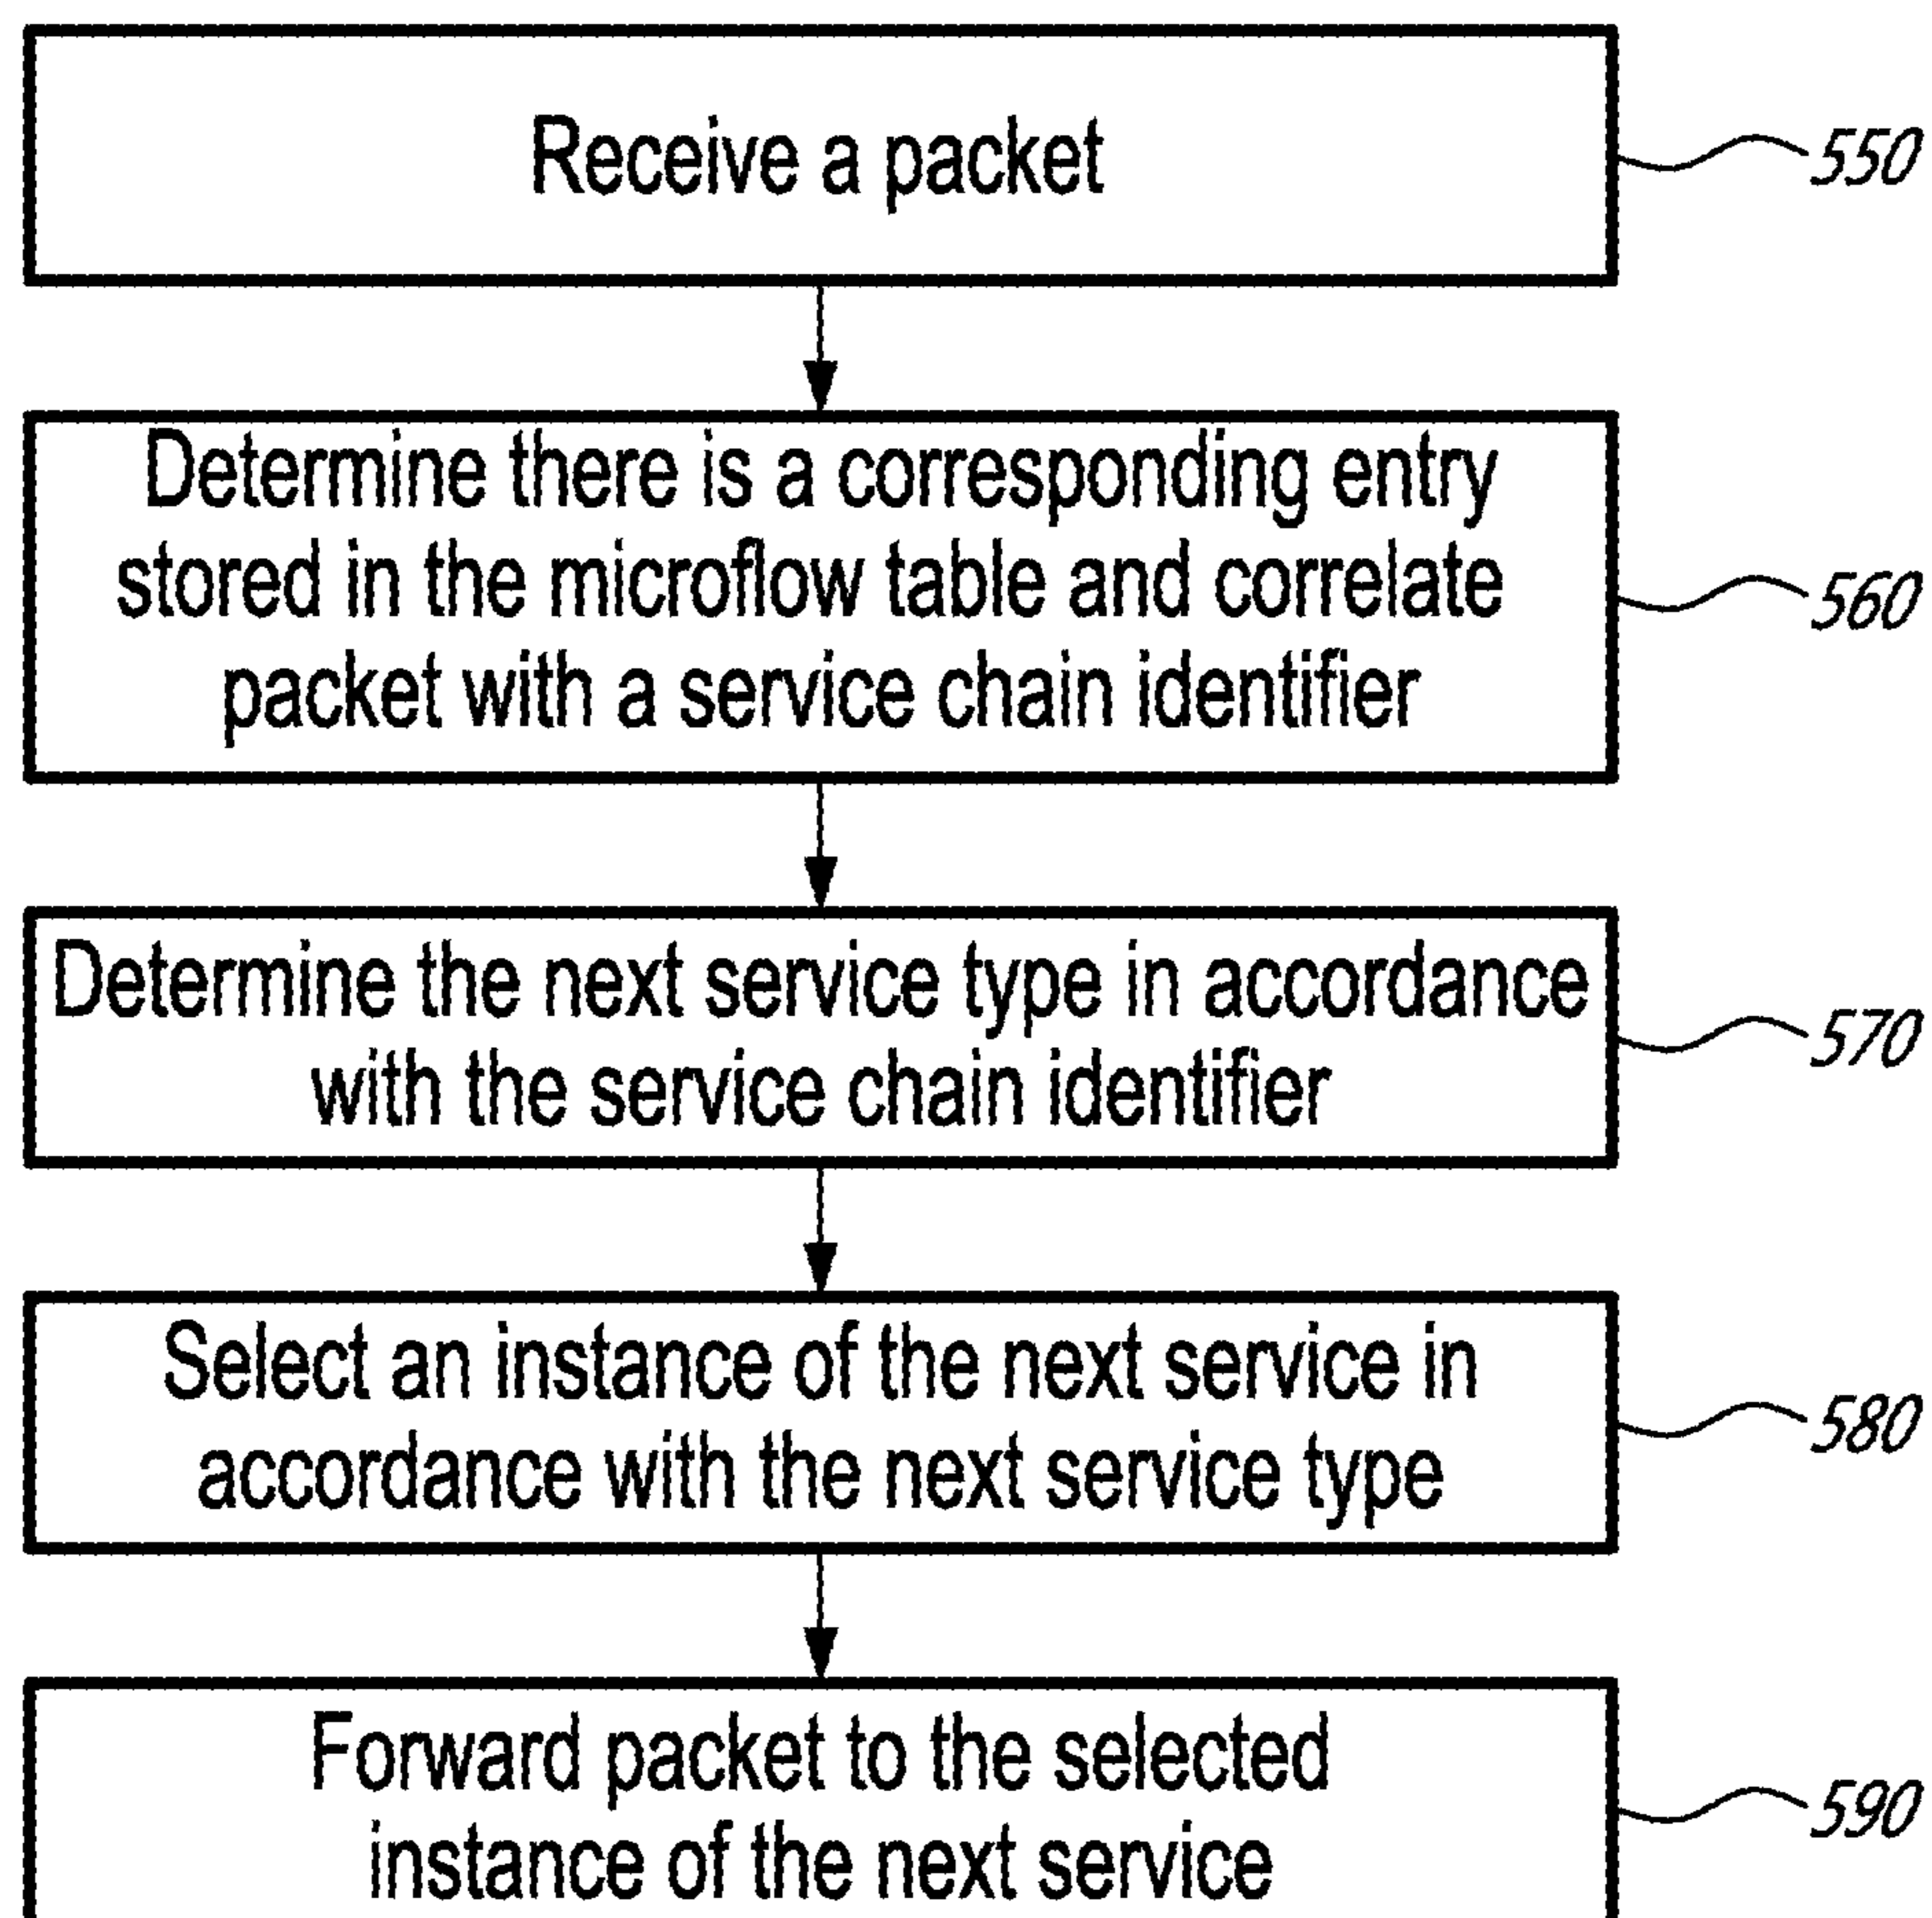 Receive a packet
550
Determine there is a corresponding entry
stored in the microflow table and correlate
packet with a service chain identifier
560
Determine the next service type in accordance
with the service chain identifier
570
Select an instance of the next service in
accordance with the next service type
580
Forward packet to the selected
instance of the next service
590